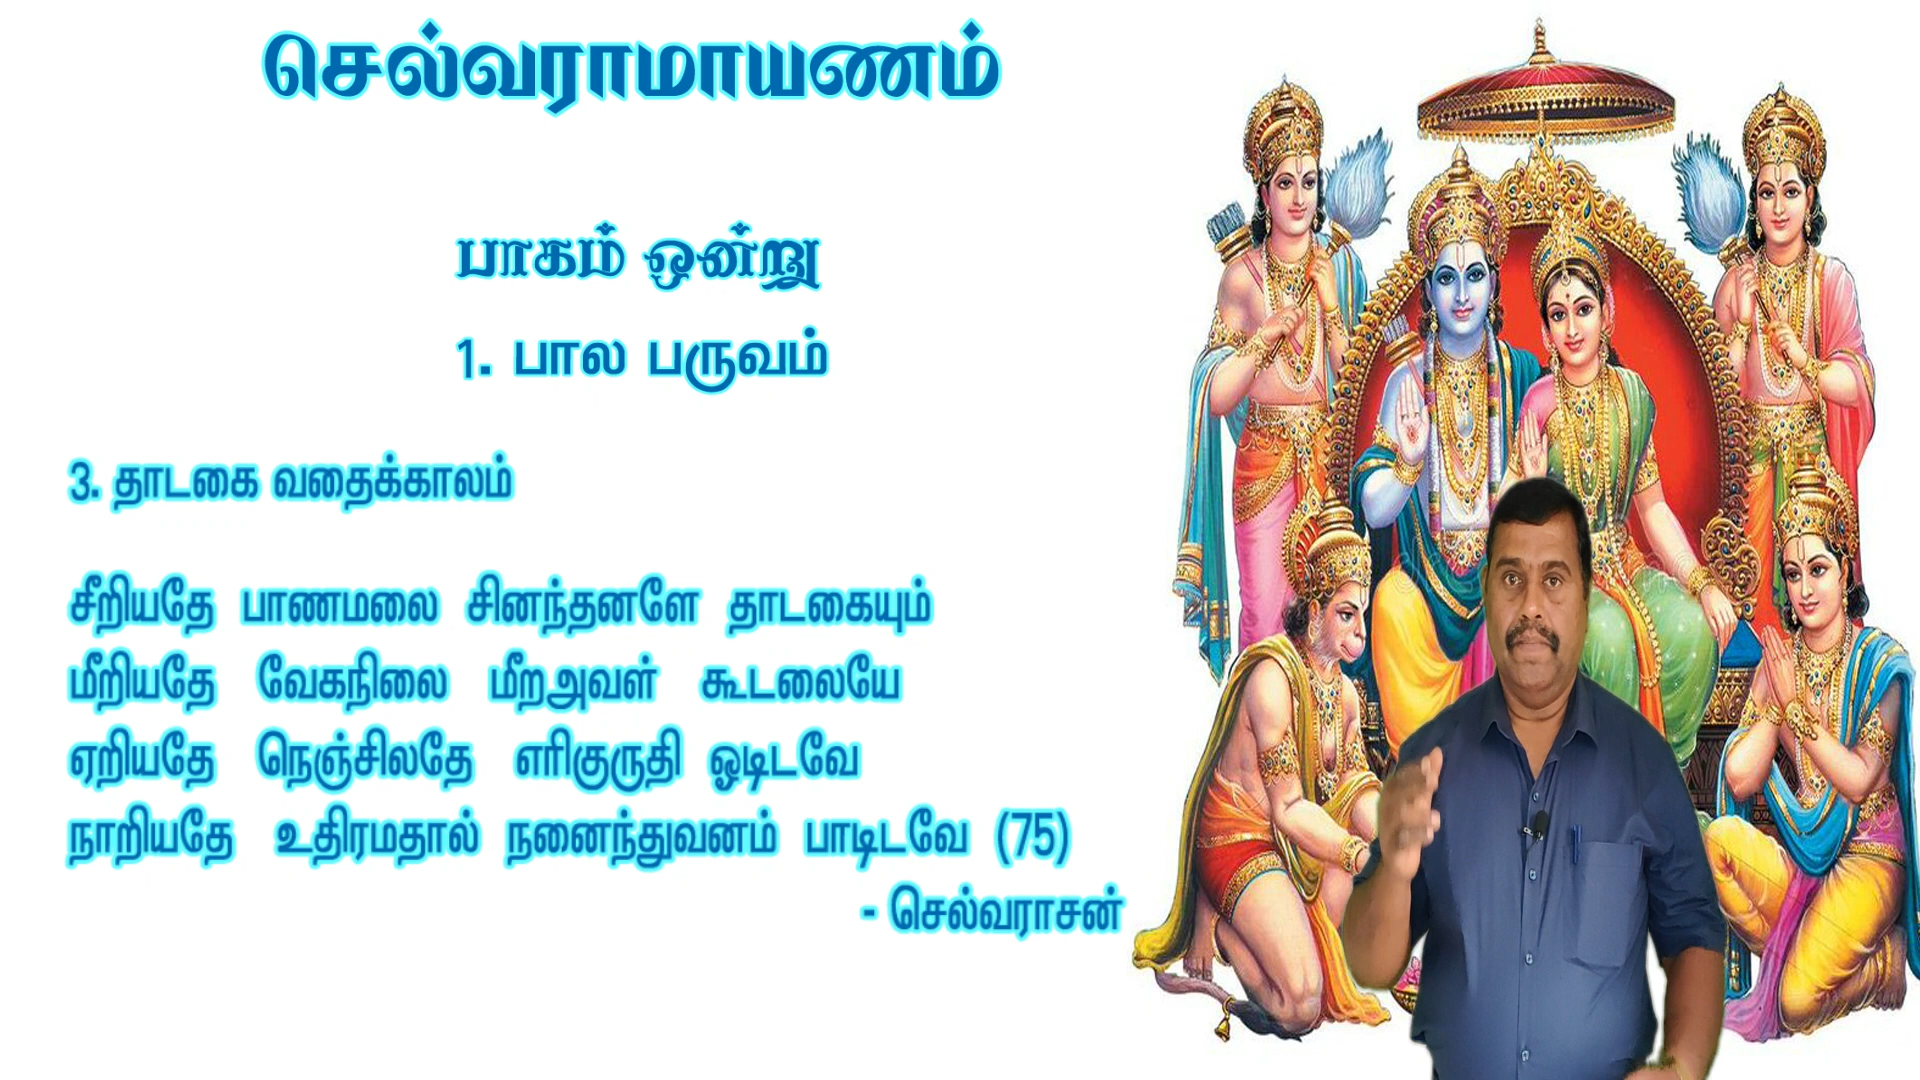 செல்வராமாயணம்
பாகம் ஒன்று
1. பால பருவம்
3. தாடகை வதைக்காலம்
சீறியதே பாணமலை சினந்தனளே தாடகையும்
மீறியதே வேகநிலை மீறஅவள் கூடலையே
ஏறியதே நெஞ்சிலதே எரிகுருதி ஓடிடவே
நாறியதே உதிரமதால் நனைந்துவனம் பாடிடவே (75)
- செல்வராசன்